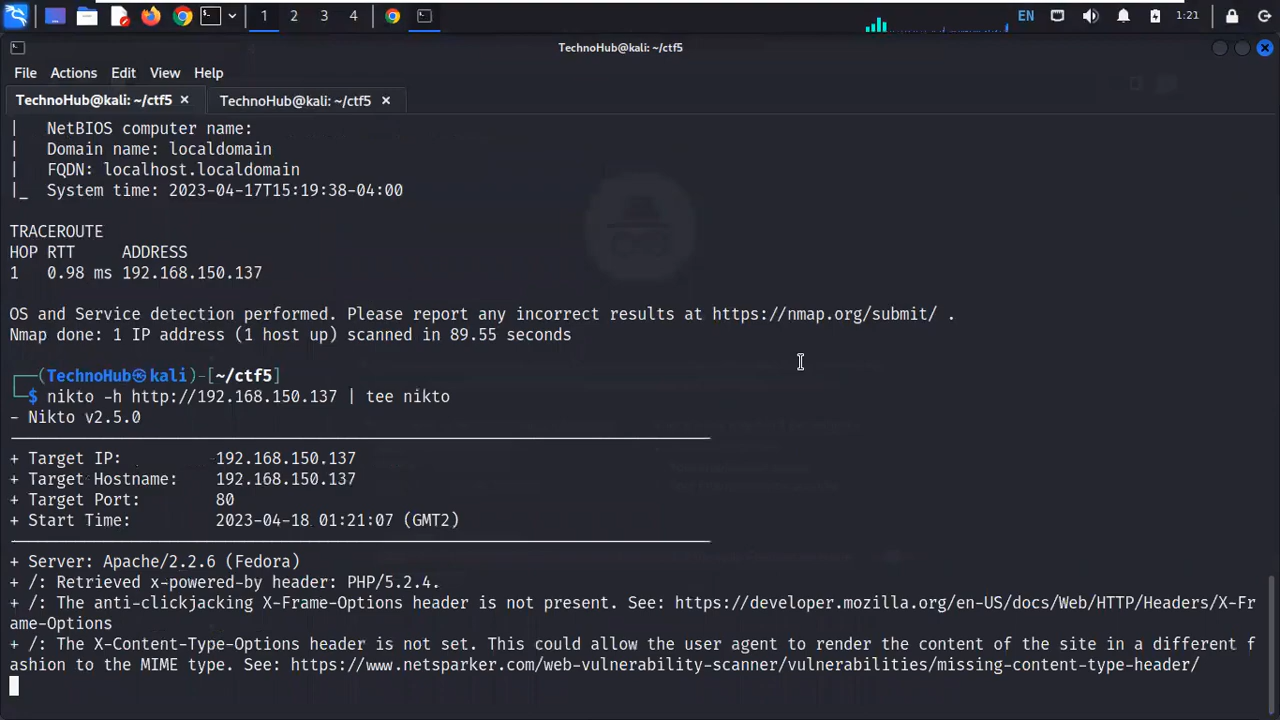 1 2 3 4 EN 1:21
TechnoHub@kali: ~/ctf5
File Actions Edit View Help
TechnoHub@kali: ~/ctf5 × TechnoHub@kali: ~/ctf5 ×
| NetBIOS computer name:
| Domain name: localdomain
| FQDN: localhost.localdomain
|_ System time: 2023-04-17T15:19:38-04:00
TRACEROUTE
HOP RTT ADDRESS
1 0.98 ms 192.168.150.137
OS and Service detection performed. Please report any incorrect results at https://nmap.org/submit/ .
Nmap done: 1 IP address (1 host up) scanned in 89.55 seconds
┌──(TechnoHub㉿kali)-[~/ctf5]
└─$ nikto -h http://192.168.150.137 | tee nikto
- Nikto v2.5.0
+ Target IP: 192.168.150.137
+ Target Hostname: 192.168.150.137
+ Target Port: 80
+ Start Time: 2023-04-18 01:21:07 (GMT2)
+ Server: Apache/2.2.6 (Fedora)
+ /: Retrieved x-powered-by header: PHP/5.2.4.
+ /: The anti-clickjacking X-Frame-Options header is not present. See: https://developer.mozilla.org/en-US/docs/Web/HTTP/Headers/X-Fr
ame-Options
+ /: The X-Content-Type-Options header is not set. This could allow the user agent to render the content of the site in a different f
ashion to the MIME type. See: https://www.netsparker.com/web-vulnerability-scanner/vulnerabilities/missing-content-type-header/